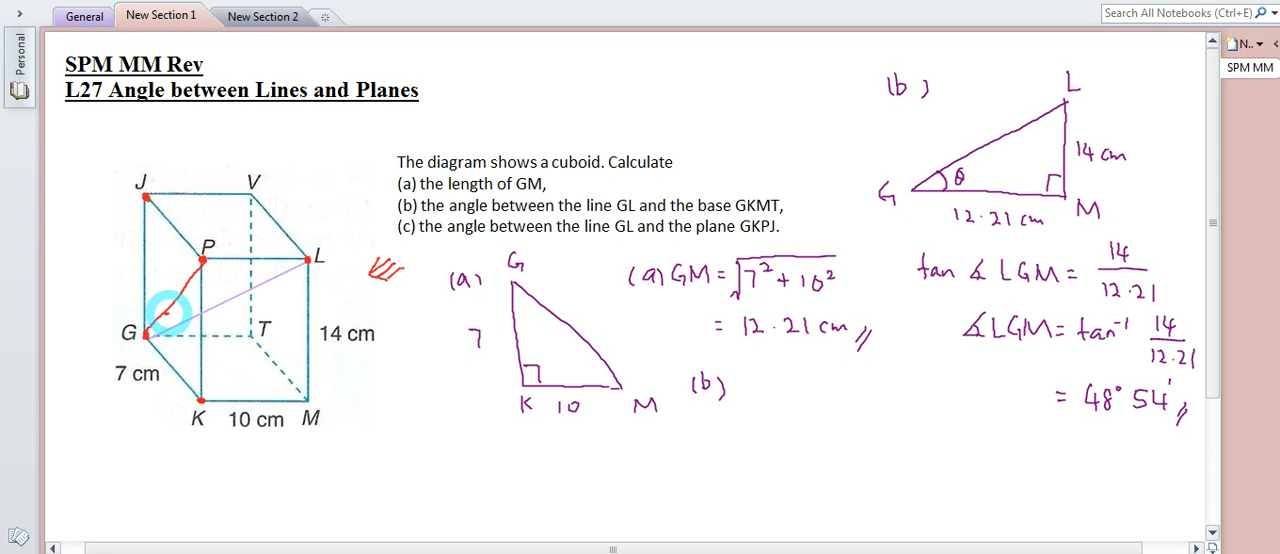 General
New Section 1
New Section 2
Search All Notebooks (Ctrl+E)
Personal
N..
SPM MM
SPM MM Rev
L27 Angle between Lines and Planes
The diagram shows a cuboid. Calculate
(a) the length of GM,
(b) the angle between the line GL and the base GKMT,
(c) the angle between the line GL and the plane GKPJ.
J
V
P
L
G
T
14 cm
7 cm
K
10 cm
M
(a)
G
7
K
10
M
(a) GM = √7² + 10²
= 12.21 cm
(b)
(b)
L
14 cm
G
θ
M
12.21 cm
tan ∡ LGM = 14/12.21
∡LGM = tan⁻¹ 14/12.21
= 48° 54'